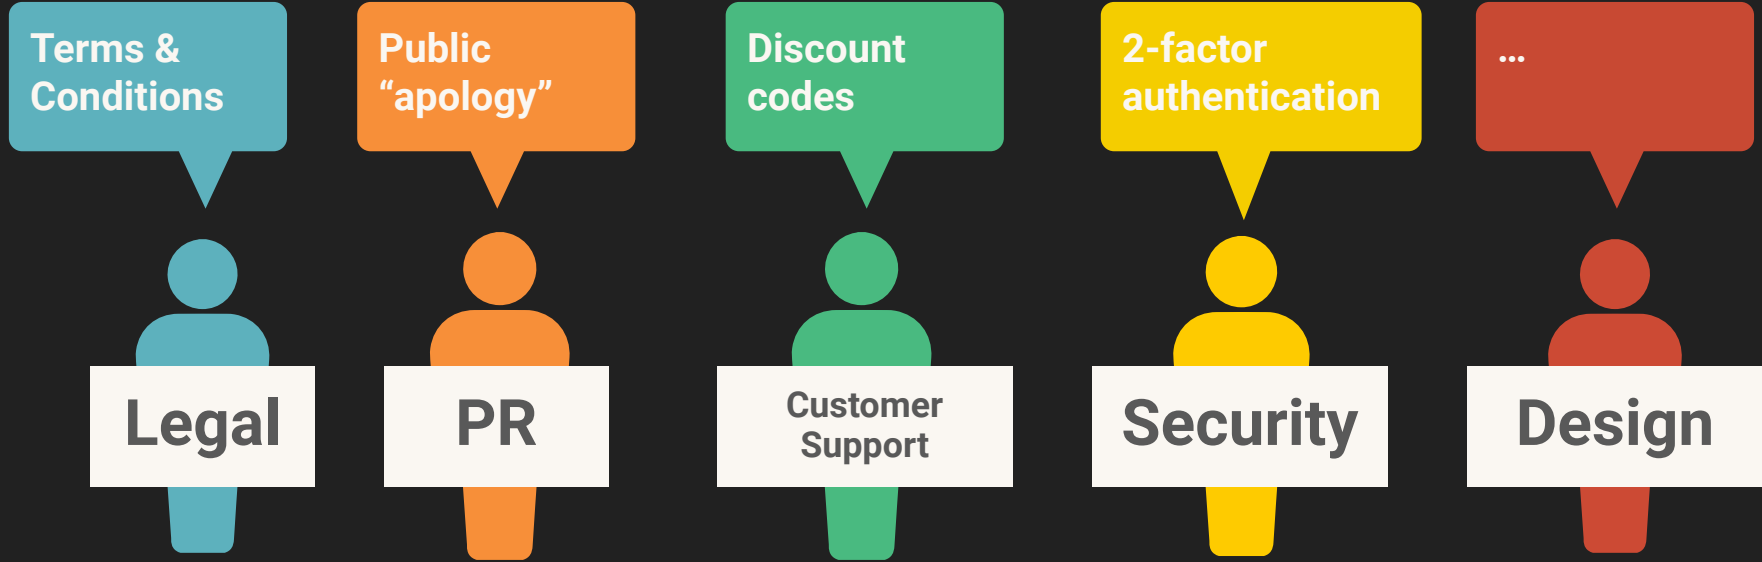 Terms &
Conditions
Public
“apology”
Discount
codes
2-factor
authentication
...
Legal
PR
Customer
Support
Security
Design